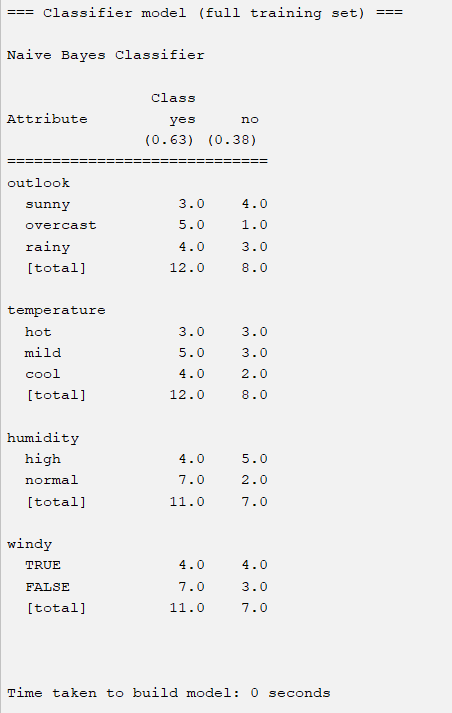 === Classifier model (full training set) ===
Naive Bayes Classifier
Class
Attribute yes no
(0.63) (0.38)
==============================
outlook
sunny 3.0 4.0
overcast 5.0 1.0
rainy 4.0 3.0
[total] 12.0 8.0
temperature
hot 3.0 3.0
mild 5.0 3.0
cool 4.0 2.0
[total] 12.0 8.0
humidity
high 4.0 5.0
normal 7.0 2.0
[total] 11.0 7.0
windy
TRUE 4.0 4.0
FALSE 7.0 3.0
[total] 11.0 7.0
Time taken to build model: 0 seconds